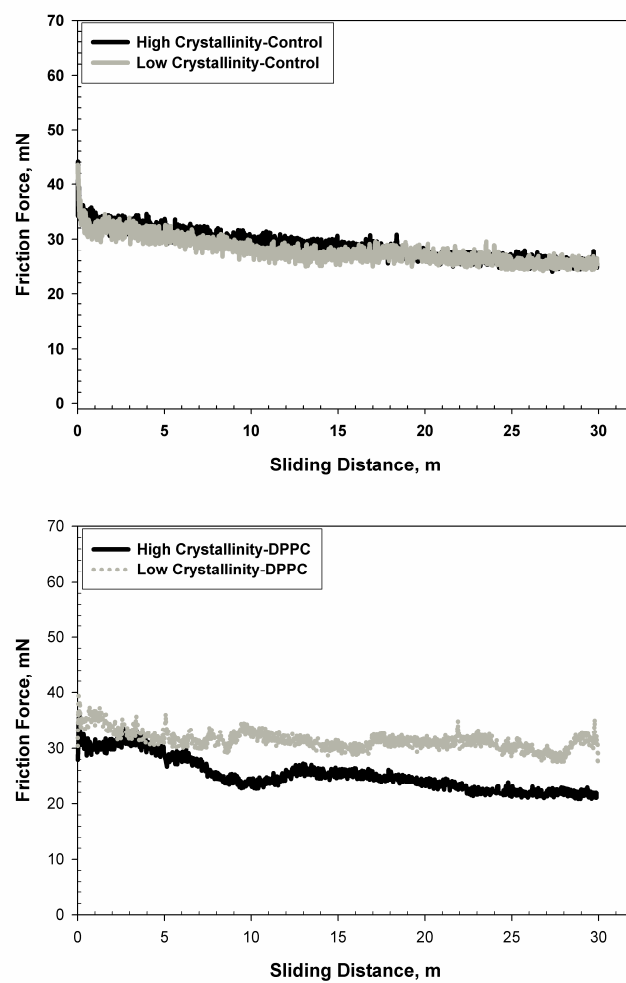 70
High Crystallinity-Control
Low Crystallinity-Control
60
50
40
30
20
10
0
Friction Force, mN
0 5 10 15 20 25 30
Sliding Distance, m
70
High Crystallinity-DPPC
Low Crystallinity-DPPC
60
50
40
30
20
10
0
Friction Force, mN
0 5 10 15 20 25 30
Sliding Distance, m